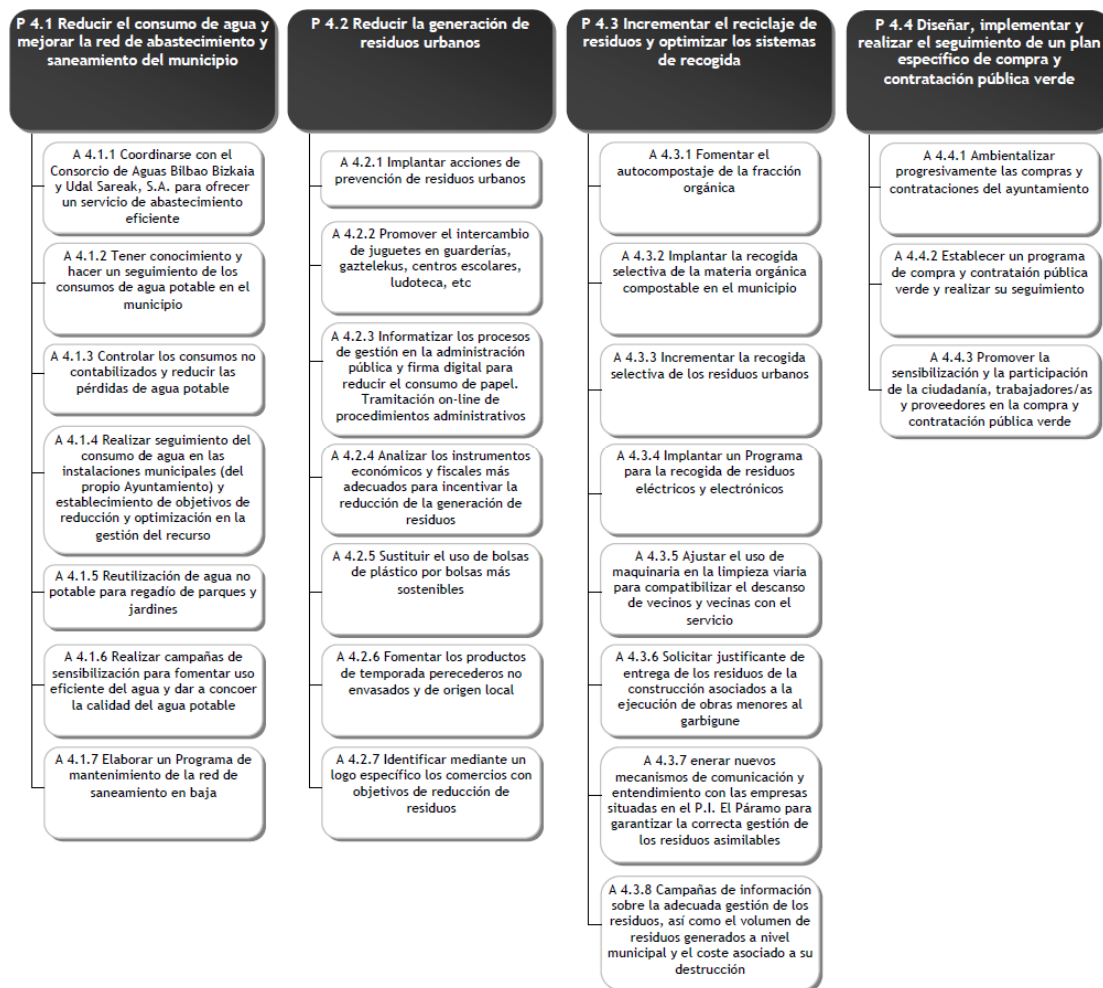 P 4.1 Reducir el consumo de agua y
mejorar la red de abastecimiento y
saneamiento del municipio
A 4.1.1 Coordinarse con el
Consorcio de Aguas Bilbao Bizkaia
y Udal Sareak, S.A. para ofrecer
un servicio de abastecimiento
eficiente
A 4.1.2 Tener conocimiento y
hacer un seguimiento de los
consumos de agua potable en el
municipio
A 4.1.3 Controlar los consumos no
contabilizados y reducir las
pérdidas de agua potable
A 4.1.4 Realizar seguimiento del
consumo de agua en las
instalaciones municipales (del
propio Ayuntamiento) y
establecimiento de objetivos de
reducción y optimización en la
gestión del recurso
A 4.1.5 Reutilización de agua no
potable para regadío de parques y
jardines
A 4.1.6 Realizar campañas de
sensibilización para fomentar uso
eficiente del agua y dar a concoer
la calidad del agua potable
A 4.1.7 Elaborar un Programa de
mantenimiento de la red de
saneamiento en baja
P 4.2 Reducir la generación de
residuos urbanos
A 4.2.1 Implantar acciones de
prevención de residuos urbanos
A 4.2.2 Promover el intercambio
de juguetes en guarderías,
gaztelekus, centros escolares,
ludoteca, etc
A 4.2.3 Informatizar los procesos
de gestión en la administración
pública y firma digital para
reducir el consumo de papel.
Tramitación on-line de
procedimientos administrativos
A 4.2.4 Analizar los instrumentos
económicos y fiscales más
adecuados para incentivar la
reducción de la generación de
residuos
A 4.2.5 Sustituir el uso de bolsas
de plástico por bolsas más
sostenibles
A 4.2.6 Fomentar los productos
de temporada perecederos no
envasados y de origen local
A 4.2.7 Identificar mediante un
logo específico los comercios con
objetivos de reducción de
residuos
P 4.3 Incrementar el reciclaje de
residuos y optimizar los sistemas
de recogida
A 4.3.1 Fomentar el
autocompostaje de la fracción
orgánica
A 4.3.2 Implantar la recogida
selectiva de la materia orgánica
compostable en el municipio
A 4.3.3 Incrementar la recogida
selectiva de los residuos urbanos
A 4.3.4 Implantar un Programa
para la recogida de residuos
eléctricos y electrónicos
A 4.3.5 Ajustar el uso de
maquinaria en la limpieza viaria
para compatibilizar el descanso
de vecinos y vecinas con el
servicio
A 4.3.6 Solicitar justificante de
entrega de los residuos de la
construcción asociados a la
ejecución de obras menores al
garbigune
A 4.3.7 enerar nuevos
mecanismos de comunicación y
entendimiento con las empresas
situadas en el P.I. El Páramo para
garantizar la correcta gestión de
los residuos asimilables
A 4.3.8 Campañas de información
sobre la adecuada gestión de los
residuos, así como el volumen de
residuos generados a nivel
municipal y el coste asociado a su
destrucción
P 4.4 Diseñar, implementar y
realizar el seguimiento de un plan
específico de compra y
contratación pública verde
A 4.4.1 Ambientalizar
progresivamente las compras y
contrataciones del ayuntamiento
A 4.4.2 Establecer un programa
de compra y contrataión pública
verde y realizar su seguimiento
A 4.4.3 Promover la
sensibilización y la participación
de la ciudadanía, trabajadores/as
y proveedores en la compra y
contratación pública verde